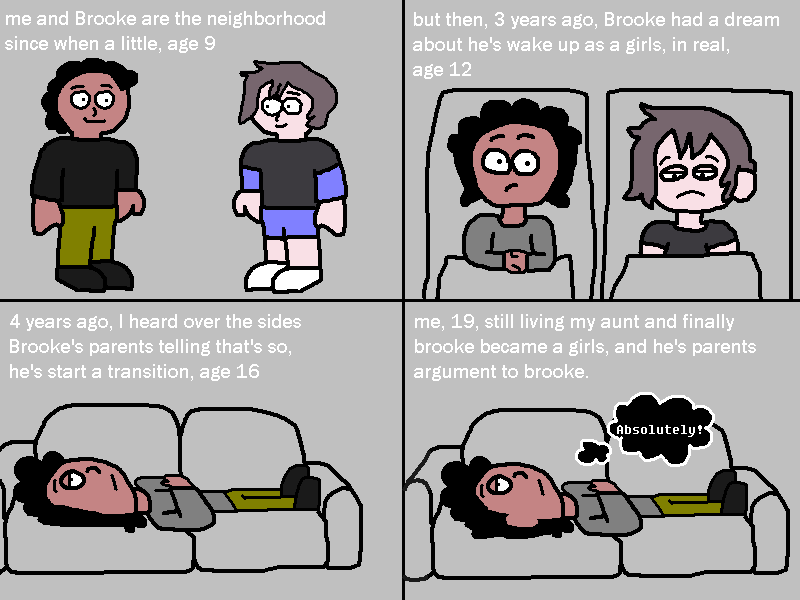 me and Brooke are the neighborhood
since when a little, age 9
but then, 3 years ago, Brooke had a dream
about he's wake up as a girls, in real,
age 12
4 years ago, I heard over the sides
Brooke's parents telling that's so,
he's start a transition, age 16
me, 19, still living my aunt and finally
brooke became a girls, and he's parents
argument to brooke.
Absolutely!